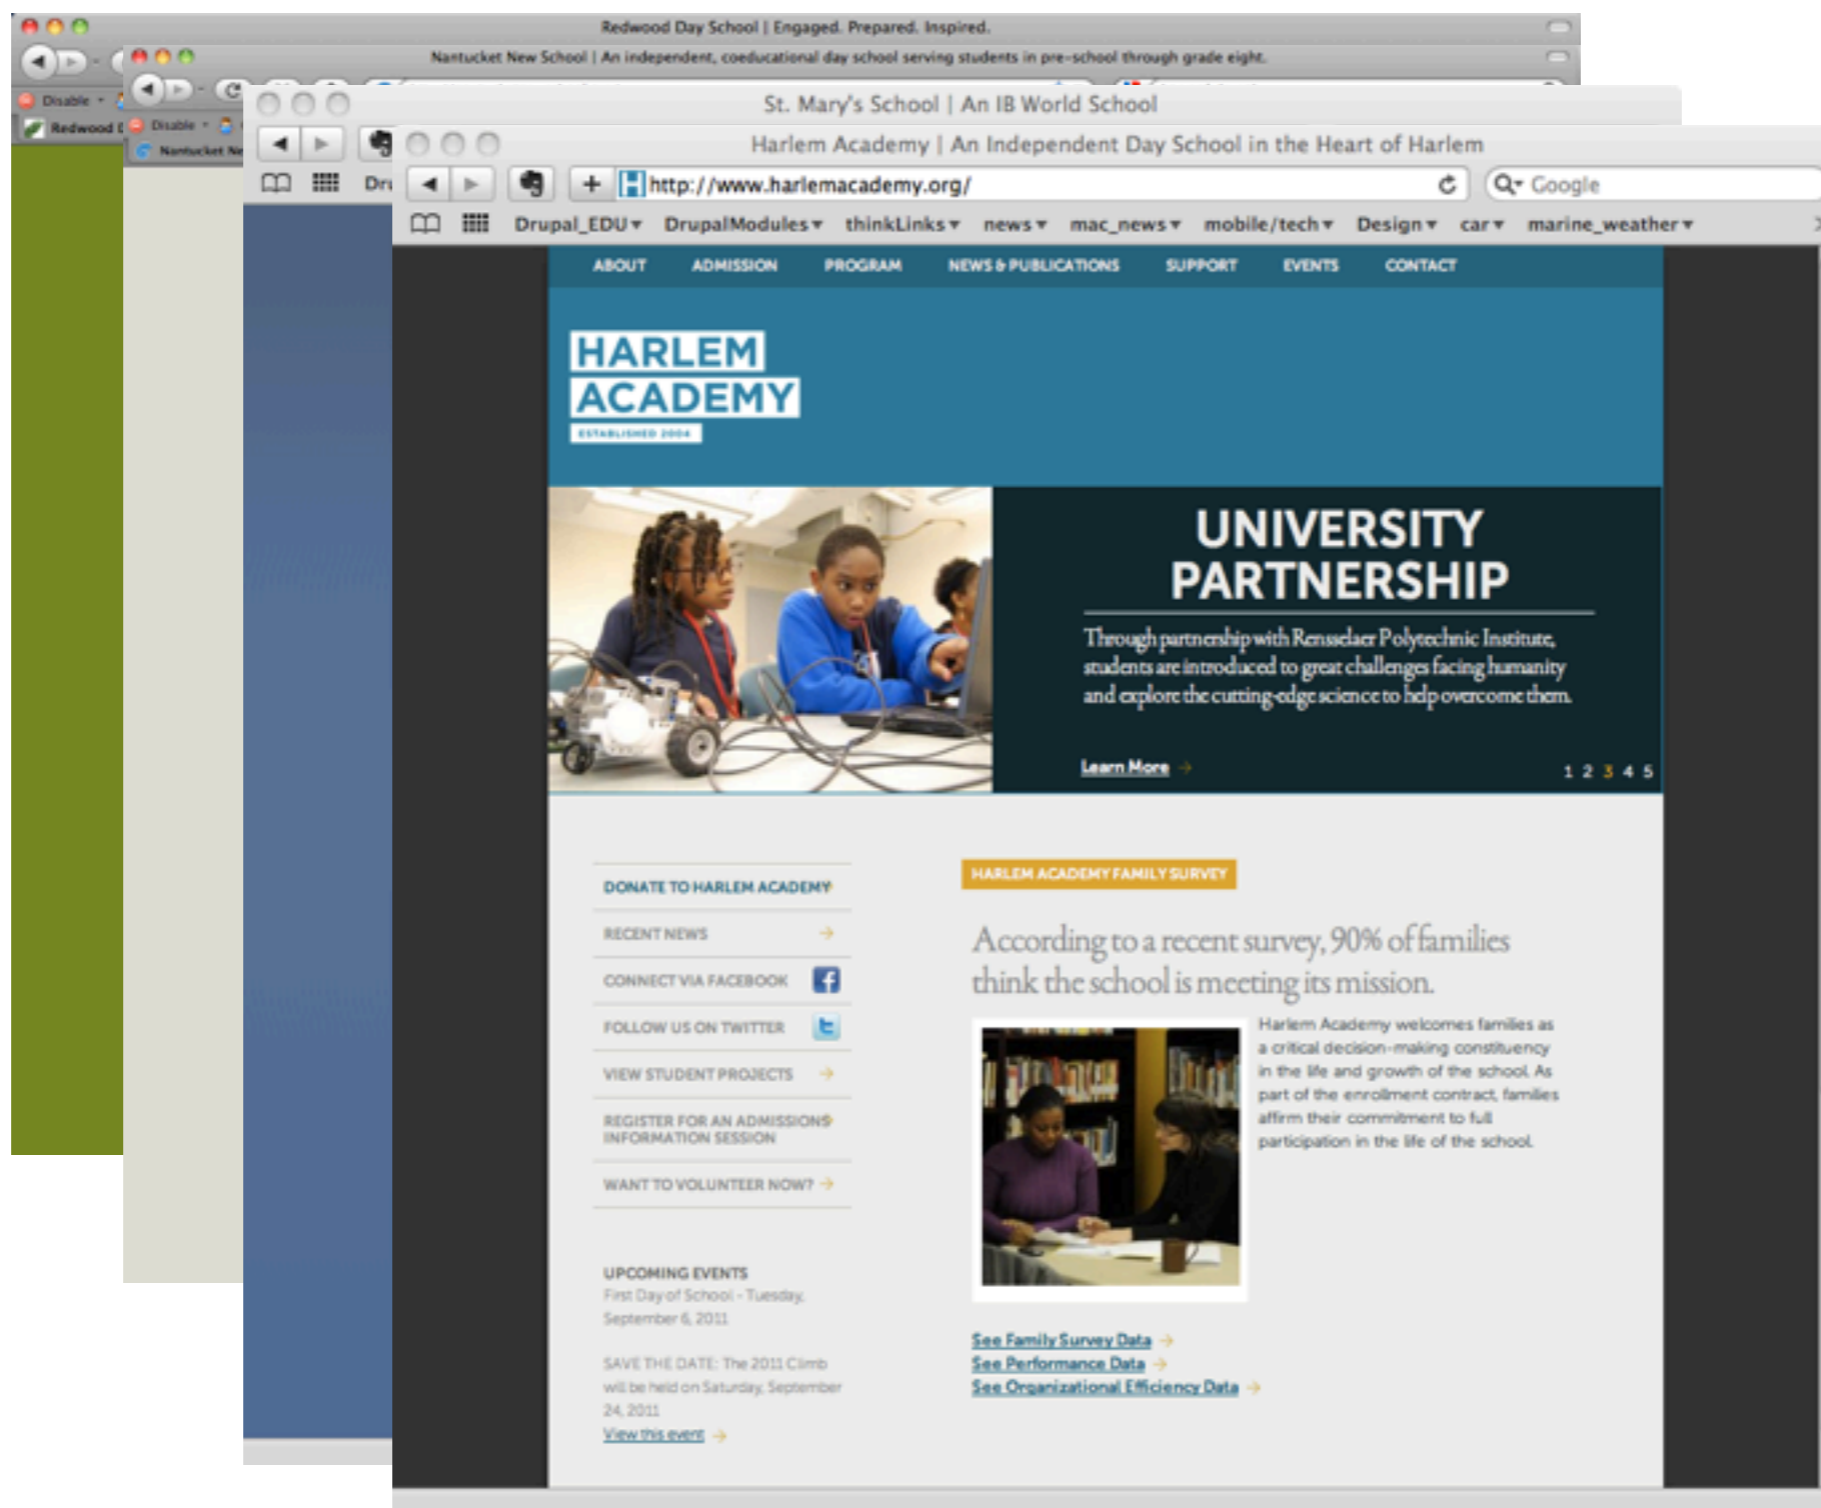 Redwood Day School | Engaged. Prepared. Inspired.
Nantucket New School | An independent, coeducational day school serving students in pre-school through grade eight.
Disable
Redwood
Disable
Nantucket
St. Mary's School | An IB World School
Harlem Academy | An Independent Day School in the Heart of Harlem
http://www.harlemacademy.org/
Google
Drupal_EDU DrupalModules thinkLinks news mac_news mobile/tech Design car marine_weather
ABOUT ADMISSION PROGRAM NEWS & PUBLICATIONS SUPPORT EVENTS CONTACT
HARLEM
ACADEMY
ESTABLISHED 2004
UNIVERSITY
PARTNERSHIP
Through partnership with Rensselaer Polytechnic Institute,
students are introduced to great challenges facing humanity
and explore the cutting-edge science to help overcome them.
Learn More
1 2 3 4 5
DONATE TO HARLEM ACADEMY
RECENT NEWS
CONNECT VIA FACEBOOK
FOLLOW US ON TWITTER
VIEW STUDENT PROJECTS
REGISTER FOR AN ADMISSIONS
INFORMATION SESSION
WANT TO VOLUNTEER NOW?
UPCOMING EVENTS
First Day of School - Tuesday,
September 6, 2011
SAVE THE DATE: The 2011 Climb
will be held on Saturday, September
24, 2011
View this event
HARLEM ACADEMY FAMILY SURVEY
According to a recent survey, 90% of families
think the school is meeting its mission.
Harlem Academy welcomes families as
a critical decision-making constituency
in the life and growth of the school. As
part of the enrollment contract, families
affirm their commitment to full
participation in the life of the school.
See Family Survey Data
See Performance Data
See Organizational Efficiency Data